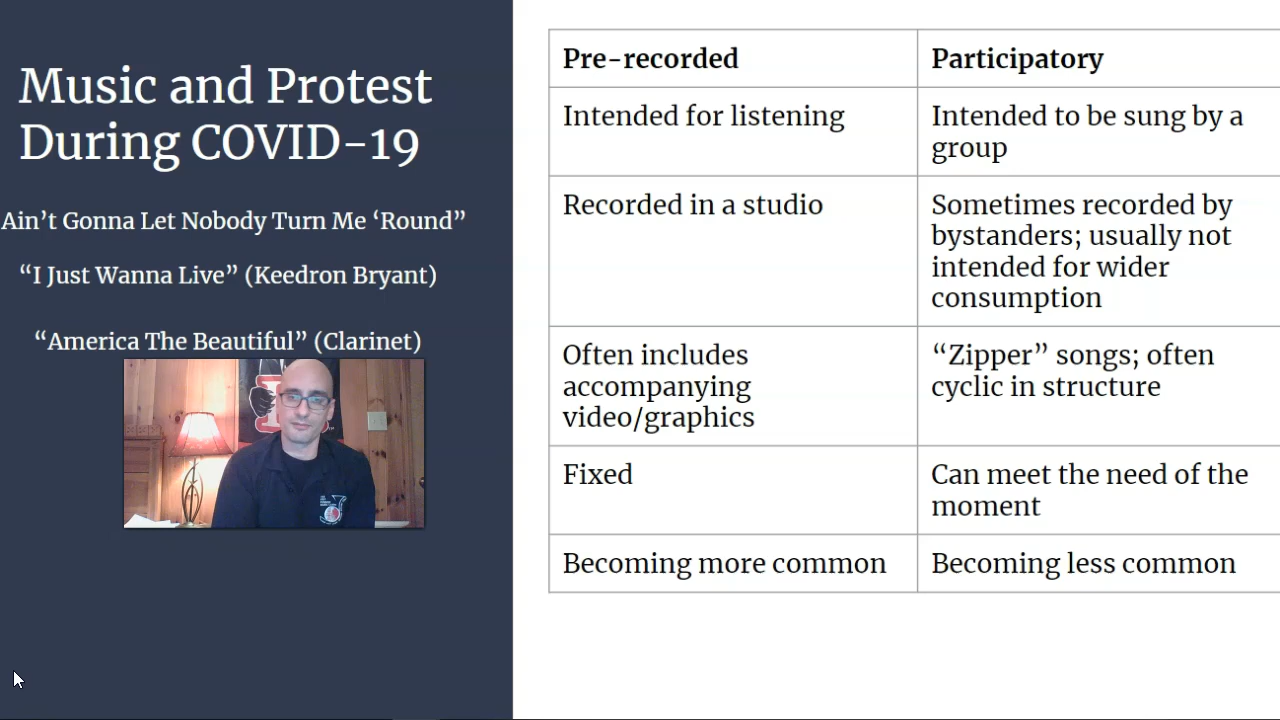 Music and Protest
During COVID-19
Ain’t Gonna Let Nobody Turn Me ‘Round”
“I Just Wanna Live” (Keedron Bryant)
“America The Beautiful” (Clarinet)
Pre-recorded
Participatory
Intended for listening
Intended to be sung by a
group
Recorded in a studio
Sometimes recorded by
bystanders; usually not
intended for wider
consumption
Often includes
accompanying
video/graphics
“Zipper” songs; often
cyclic in structure
Fixed
Can meet the need of the
moment
Becoming more common
Becoming less common